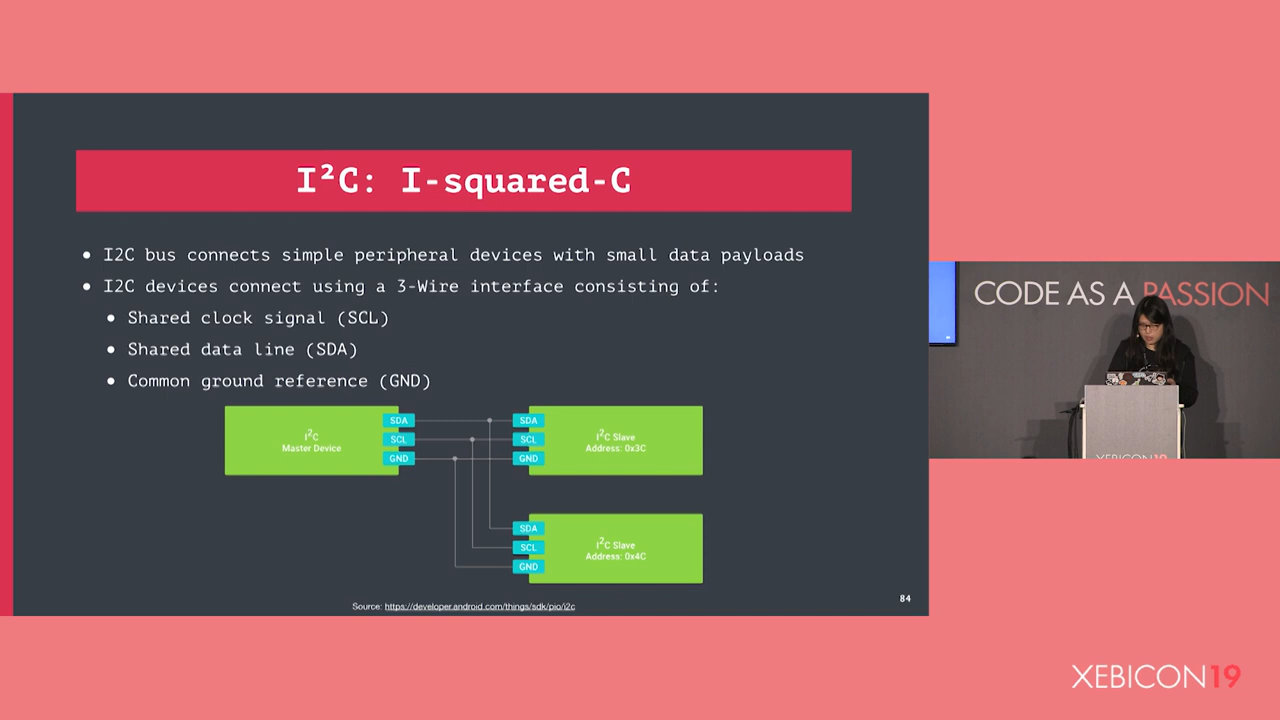 I²C: I-squared-C
• I2C bus connects simple peripheral devices with small data payloads
• I2C devices connect using a 3-Wire interface consisting of:
• Shared clock signal (SCL)
• Shared data line (SDA)
• Common ground reference (GND)
I²C
Master Device
SDA
SCL
GND
SDA
SCL
GND
I²C Slave
Address: 0x3C
SDA
SCL
GND
I²C Slave
Address: 0x4C
Source: https://developer.android.com/things/sdk/pio/i2c
84
CODE AS A PASSION
XEBICON19
XEBICON19